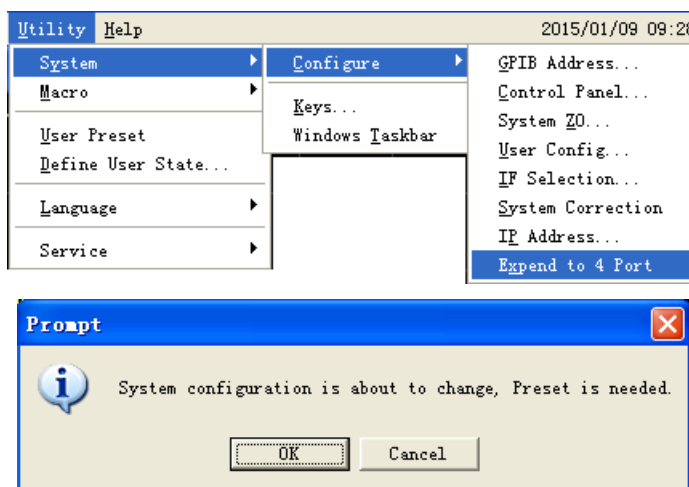 Utility Help 2015/01/09 09:28
System
Macro
User Preset
Define User State...
Language
Service
Configure
Keys...
Windows Taskbar
GPIB Address...
Control Panel...
System Z0...
User Config...
IF Selection...
System Correction
IP Address...
Expend to 4 Port
Prompt
System configuration is about to change, Preset is needed.
OK Cancel